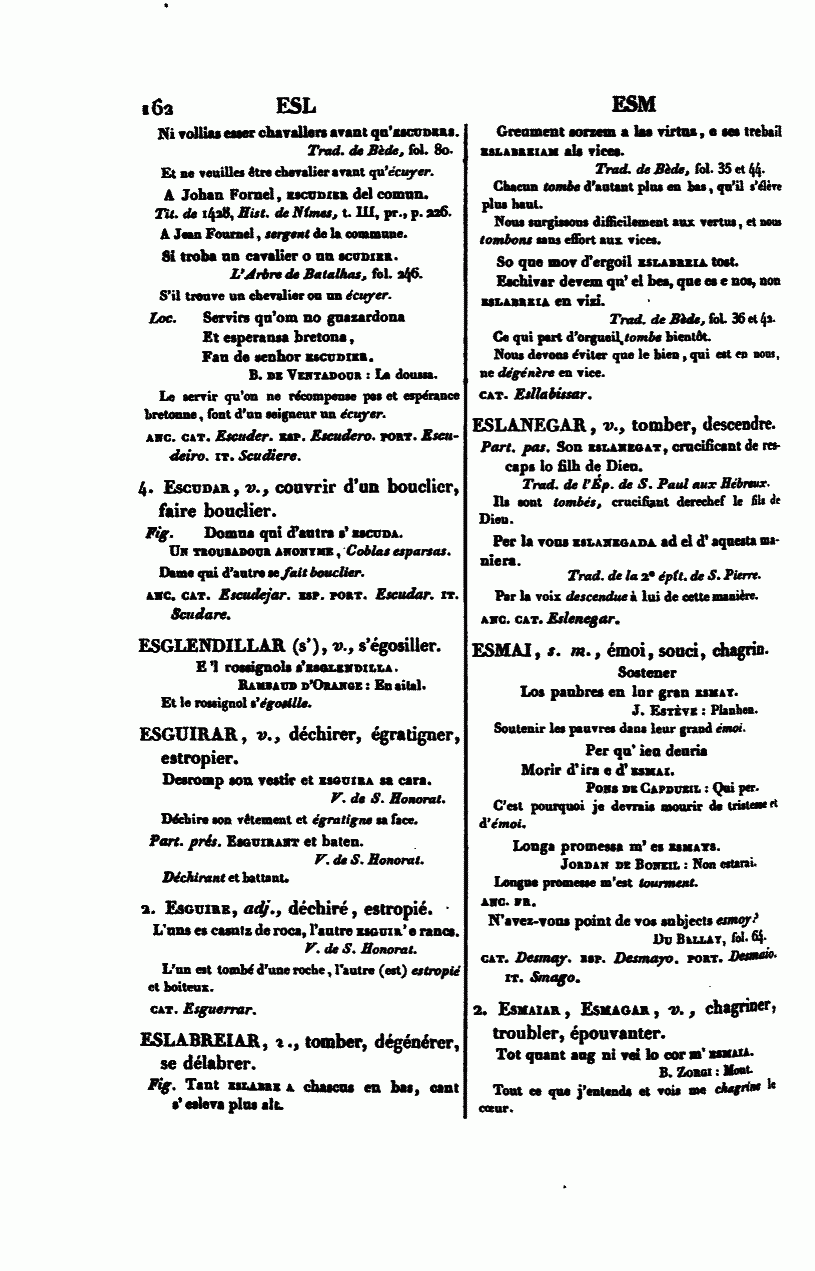 162 ESL
Ni vollias esser chavallers avant qu'ESCUDERS.
Trad. de Bède, fol. 80.
Et ne veuilles être chevalier avant qu'écuyer.
A Johan Fornel, ESCUDIER del comun.
Tit. de 1428, Hist. de Nîmes, t. III, pr., p. 226.
A Jean Fournel, sergent de la commune.
Si troba un cavalier o un SCUDIER.
L'Arbre de Batalhas, fol. 246.
S'il trouve un chevalier ou un écuyer.
Loc. Servirs qu'om no guazardona
Et esperansa bretona,
Fan de senhor ESCUDIER.
B. DE VENTADOUR : La doussa.
Le servir qu'on ne récompense pas et espérance
bretonne, font d'un seigneur un écuyer.
ANC. CAT. Escuder. ESP. Escudero. PORT. Escu-
deiro. IT. Scudiere.
4. ESCUDAR, v., couvrir d'un bouclier,
faire bouclier.
Fig. Domna qui d'autra s' ESCUDA.
UN TROUBADOUR ANONYME, Coblas esparsas.
Dame qui d'autre se fait bouclier.
ANC. CAT. Escudejar. ESP. PORT. Escudar. IT.
Scudare.
ESGLENDILLAR (s'), v., s'égosiller.
E 'l rossignols s'ESGLENDILLA.
RAMBAUD D'ORANGE : En aital.
Et le rossignol s'égosille.
ESGUIRAR, v., déchirer, égratigner,
estropier.
Desromp son vestir et ESGUIRA sa cara.
V. de S. Honorat.
Déchire son vêtement et égratigne sa face.
Part. prés. ESGUIRANT et baten.
V. de S. Honorat.
Déchirant et battant.
2. ESGUIRE, adj., déchiré, estropié.
L'uns es casutz de roca, l'autre ESGUIR' e rancs.
V. de S. Honorat.
L'un est tombé d'une roche, l'autre (est) estropié
et boiteux.
CAT. Esguerrar.
ESLABREIAR, v., tomber, dégénérer,
se délabrer.
Fig. Tant ESLABRE A chascus en bas, cant
s' esleva plus alt.
ESM
Greument sorzem a las virtus, e ses trebail
ESLABREIAM als vices.
Trad. de Bède, fol. 35 et 44.
Chacun tombe d'autant plus en bas, qu'il s'élève
plus haut.
Nous surgissons difficilement aux vertus, et nous
tombons sans effort aux vices.
So que mov d'ergoil ESLABREIA tost.
Eschivar devem qu' el bes, que es e nos, non
ESLABREIA en vizi.
Trad. de Bède, fol. 36 et 42.
Ce qui part d'orgueil tombe bientôt.
Nous devons éviter que le bien, qui est en nous,
ne dégénère en vice.
CAT. Esllabissar.
ESLANEGAR, v., tomber, descendre.
Part. pas. Son ESLANEGAT, crucificant de res-
caps lo filh de Dieu.
Trad. de l'Ép. de S. Paul aux Hébreux.
Ils sont tombés, crucifiant derechef le fils de
Dieu.
Per la vous ESLANEGADA ad el d' aquesta ma-
niera.
Trad. de la 2e épît. de S. Pierre.
Par la voix descendue à lui de cette manière.
ANC. CAT. Eslenegar.
ESMAI, s. m., émoi, souci, chagrin.
Sostener
Los paubres en lur gran ESMAY.
J. ESTÈVE : Planhen.
Soutenir les pauvres dans leur grand émoi.
Per qu' ieu deuria
Morir d' ira e d' ESMAI.
PONS DE CAPDUEIL : Qui per.
C'est pourquoi je devrais mourir de tristesse et
d'émoi.
Longa promessa m' es ESMAYS.
JORDAN DE BONEIL : Non estarai.
Longue promesse m'est tourment.
ANC. FR.
N'avez-vous point de vos subjects esmoy?
DU BELLAY, fol. 64.
CAT. Desmay. ESP. Desmayo. PORT. Desmaio.
IT. Smago.
2. ESMAIAR, ESMAGAR, v., chagriner,
troubler, épouvanter.
Tot quant aug ni vei lo cor m' ESMAIA.
B. ZORGI : Mout.
Tout ce que j'entends et vois me chagrine le
cœur.